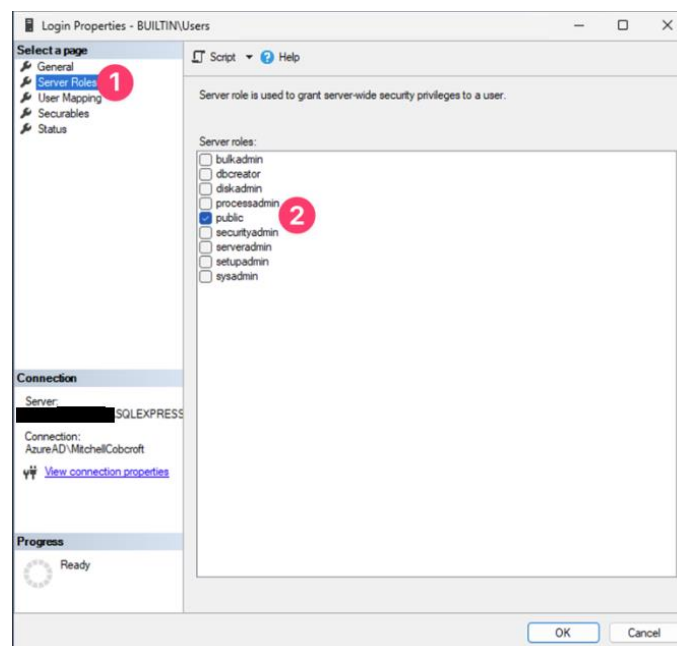 Login Properties - BUILTIN\Users
Select a page
General
Server Roles
1
User Mapping
Securables
Status
Script
Help
Server role is used to grant server-wide security privileges to a user.
Server roles:
bulkadmin
dbcreator
diskadmin
processadmin
public
2
securityadmin
serveradmin
setupadmin
sysadmin
Connection
Server:
SQLEXPRESS
Connection:
AzureAD\MitchellCobcroft
View connection properties
Progress
Ready
OK
Cancel